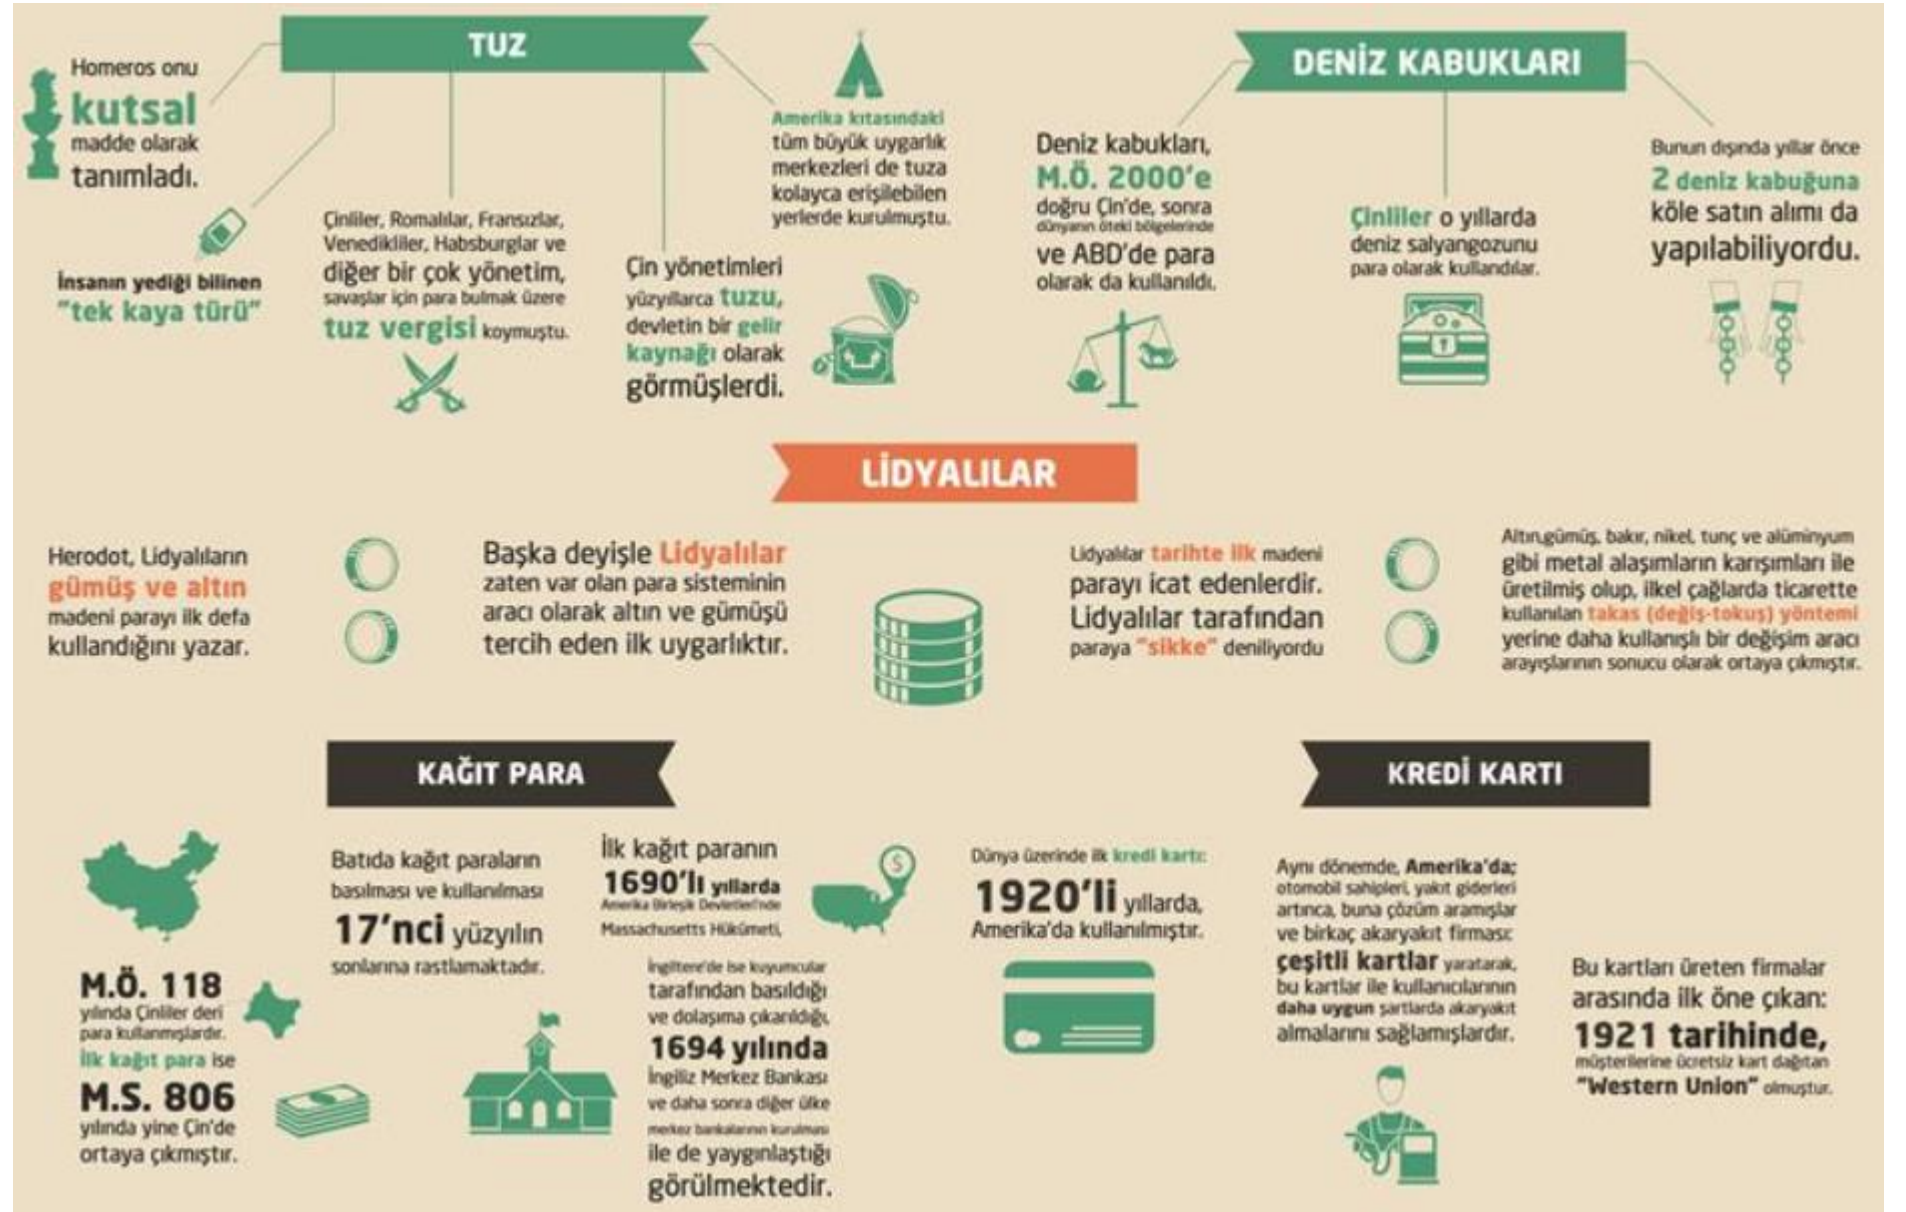 TUZ
Homeros onu
kutsal
madde olarak
tanımladı.
İnsanın yediği bilinen
"tek kaya türü"
Çinliler, Romalılar, Fransızlar,
Venedikliler, Habsburglar ve
diğer bir çok yönetim,
savaşlar için para bulmak üzere
tuz vergisi koymuştu.
Çin yönetimleri
yüzyıllarca tuzu,
devletin bir gelir
kaynağı olarak
görmüşlerdi.
Amerika kıtasındaki
tüm büyük uygarlık
merkezleri de tuza
kolayca erişilebilen
yerlerde kurulmuştu.
DENİZ KABUKLARI
Deniz kabukları,
M.Ö. 2000'e
doğru Çin'de, sonra
dünyanın öteki bölgelerinde
ve ABD'de para
olarak da kullanıldı.
Çinliler o yıllarda
deniz salyangozunu
para olarak kullandılar.
Bunun dışında yıllar önce
2 deniz kabuğuna
köle satın alımı da
yapılabiliyordu.
LİDYALILAR
Herodot, Lidyalıların
gümüş ve altın
madeni parayı ilk defa
kullandığını yazar.
Başka deyişle Lidyalılar
zaten var olan para sisteminin
aracı olarak altın ve gümüşü
tercih eden ilk uygarlıktır.
Lidyalılar tarihte ilk madeni
parayı icat edenlerdir.
Lidyalılar tarafından
paraya "sikke" deniliyordu
Altın,gümüş, bakır, nikel, tunç ve alüminyum
gibi metal alaşımların karışımları ile
üretilmiş olup, ilkel çağlarda ticarette
kullanılan takas (değiş-tokuş) yöntemi
yerine daha kullanışlı bir değişim aracı
arayışlarının sonucu olarak ortaya çıkmıştır.
KAĞIT PARA
M.Ö. 118
yılında Çinliler deri
para kullanmışlardır.
İlk kağıt para ise
M.S. 806
yılında yine Çin'de
ortaya çıkmıştır.
Batıda kağıt paraların
basılması ve kullanılması
17'nci yüzyılın
sonlarına rastlamaktadır.
İlk kağıt paranın
1690'lı yıllarda
Amerika Birleşik Devletleri'nde
Massachusetts Hükümeti,
İngiltere'de ise kuyumcular
tarafından basıldığı
ve dolaşıma çıkarıldığı,
1694 yılında
İngiliz Merkez Bankası
ve daha sonra diğer ülke
merkez bankalarının kurulması
ile de yaygınlaştığı
görülmektedir.
$
KREDİ KARTI
Dünya üzerinde ilk kredi kartı:
1920'li yıllarda,
Amerika'da kullanılmıştır.
Aynı dönemde, Amerika'da;
otomobil sahipleri, yakıt giderleri
artınca, buna çözüm aramışlar
ve birkaç akaryakıt firması:
çeşitli kartlar yaratarak,
bu kartlar ile kullanıcılarının
daha uygun şartlarda akaryakıt
almalarını sağlamışlardır.
Bu kartları üreten firmalar
arasında ilk öne çıkan:
1921 tarihinde,
müşterilerine ücretsiz kart dağıtan
"Western Union" olmuştur.